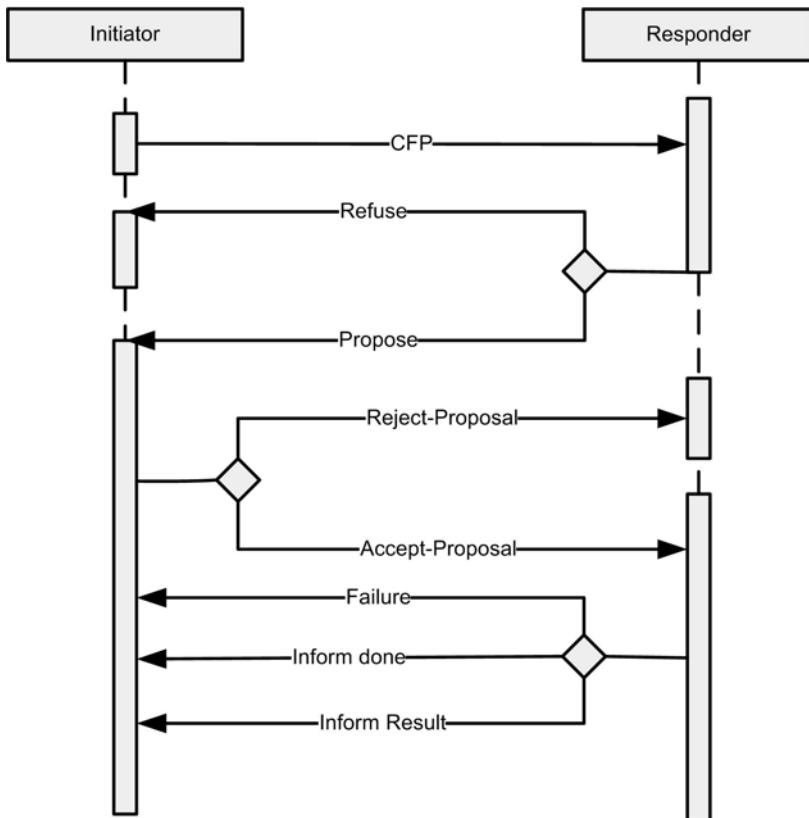 Initiator
Responder
CFP
Refuse
Propose
Reject-Proposal
Accept-Proposal
Failure
Inform done
Inform Result